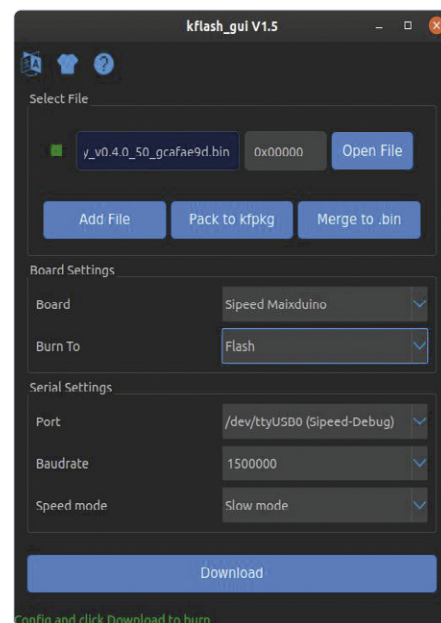 kflash_gui V1.5
Select File
y_v0.4.0_50_gcafae9d.bin 0x00000 Open File
Add File Pack to kfpkg Merge to .bin
Board Settings
Board Sipeed Maixduino
Burn To Flash
Serial Settings
Port /dev/ttyUSB0 (Sipeed-Debug)
Baudrate 1500000
Speed mode Slow mode
Download
Config and click Download to burn